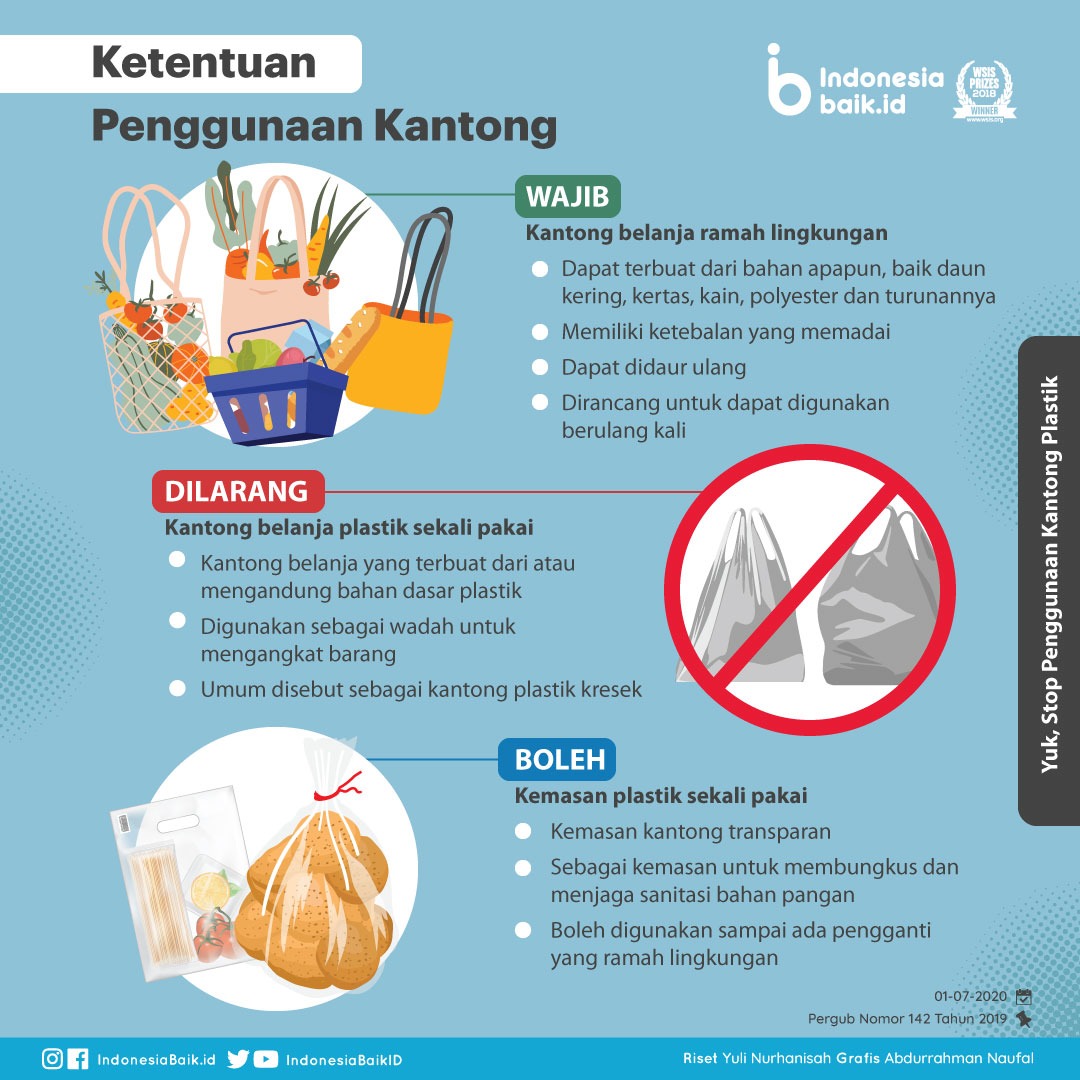 Ketentuan
Penggunaan Kantong
Indonesia
baik.id
WSIS
PRIZES
2018
WINNER
www.wsis.org
WAJIB
Kantong belanja ramah lingkungan
Dapat terbuat dari bahan apapun, baik daun
kering, kertas, kain, polyester dan turunannya
Memiliki ketebalan yang memadai
Dapat didaur ulang
Dirancang untuk dapat digunakan
berulang kali
DILARANG
Kantong belanja plastik sekali pakai
Kantong belanja yang terbuat dari atau
mengandung bahan dasar plastik
Digunakan sebagai wadah untuk
mengangkat barang
Umum disebut sebagai kantong plastik kresek
BOLEH
Kemasan plastik sekali pakai
Kemasan kantong transparan
Sebagai kemasan untuk membungkus dan
menjaga sanitasi bahan pangan
Boleh digunakan sampai ada pengganti
yang ramah lingkungan
Yuk, Stop Penggunaan Kantong Plastik
01-07-2020
Pergub Nomor 142 Tahun 2019
IndonesiaBaik.id
IndonesiaBaikID
Riset Yuli Nurhanisah Grafis Abdurrahman Naufal